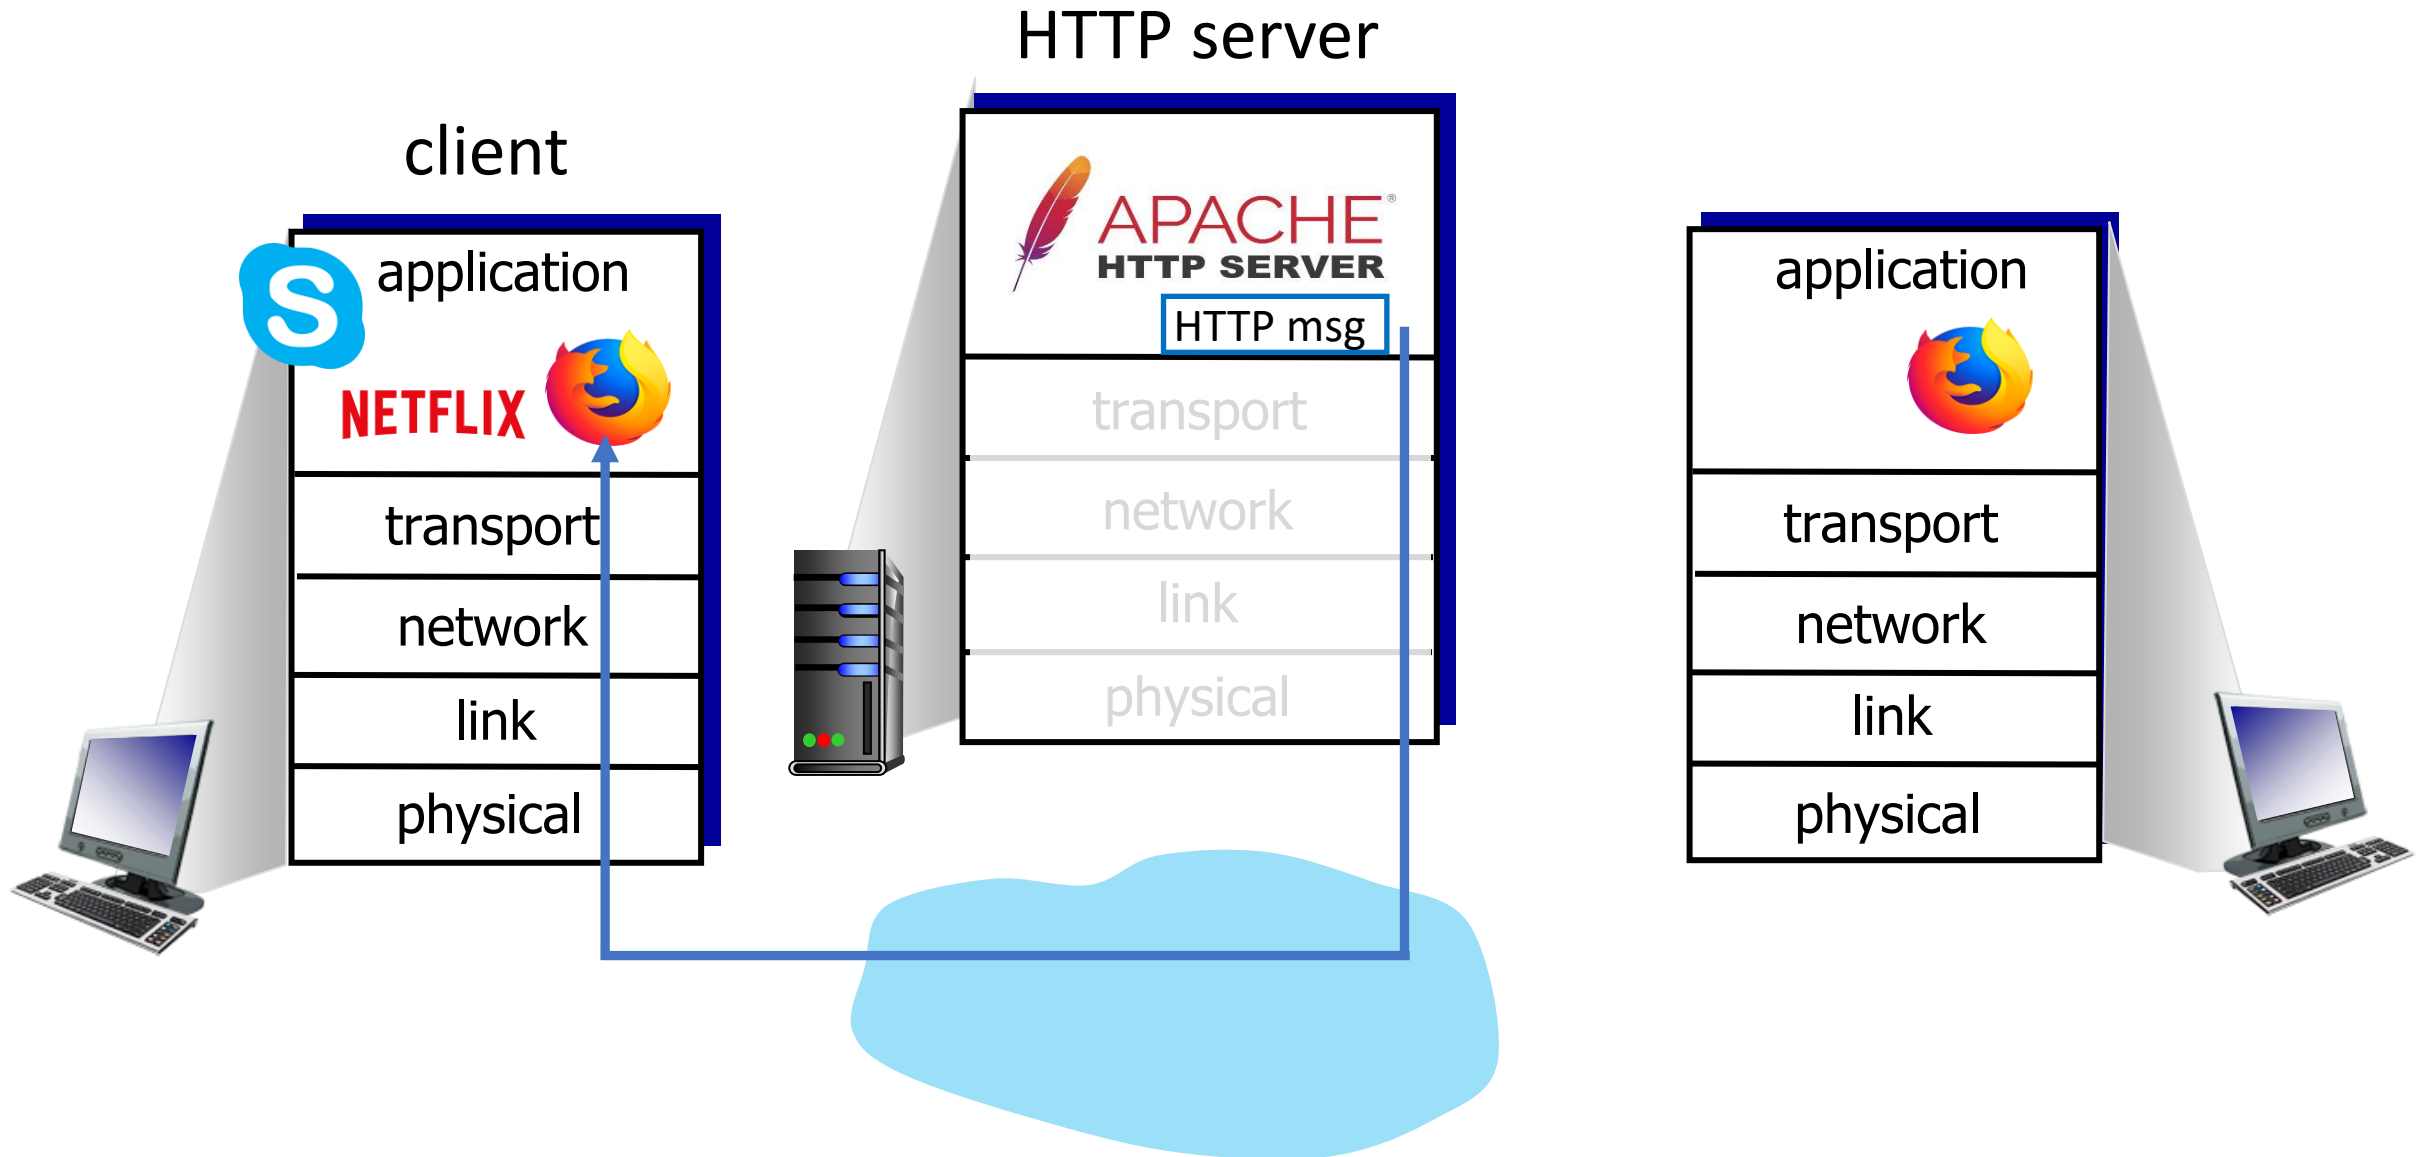 HTTP server
client
application
NETFLIX
transport
network
link
physical
APACHE®
HTTP SERVER
HTTP msg
transport
network
link
physical
application
transport
network
link
physical